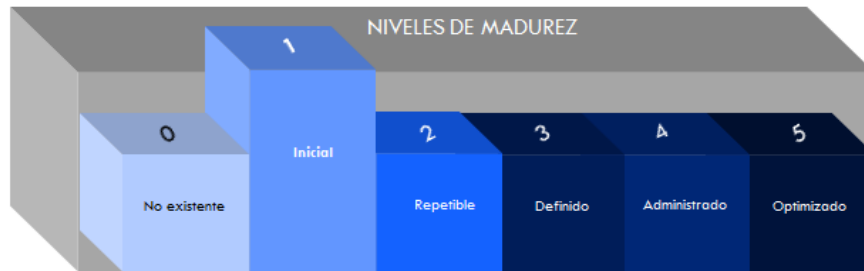 NIVELES DE MADUREZ
0
1
2
3
4
5
No existente
Inicial
Repetible
Definido
Administrado
Optimizado